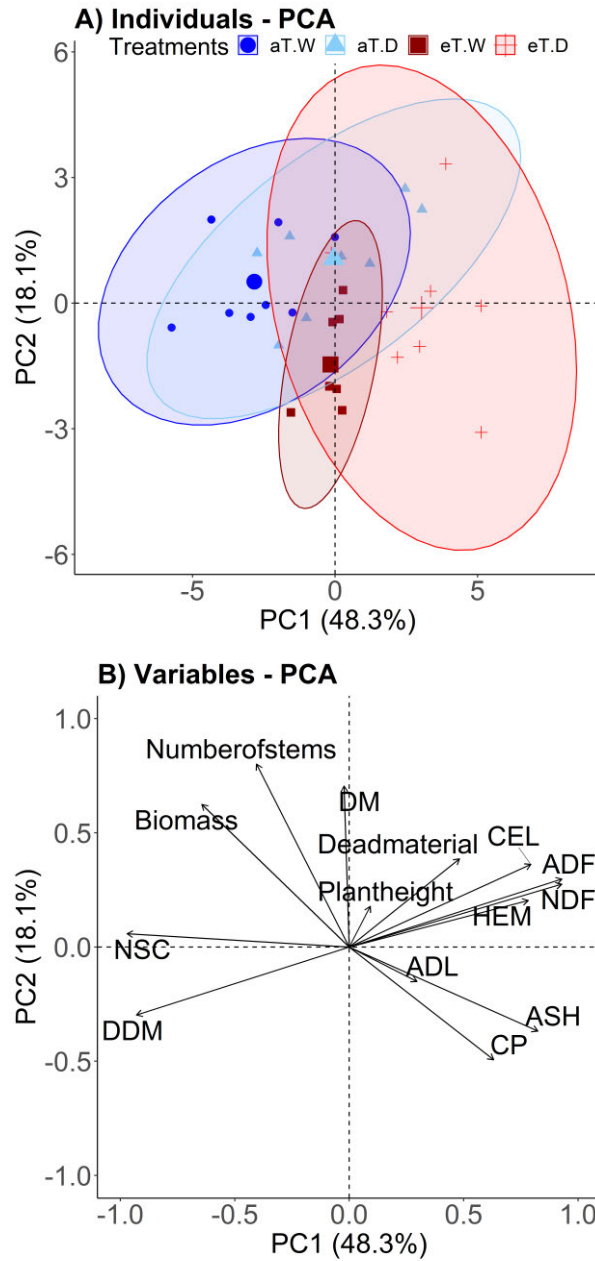 A) Individuals - PCA
Treatments aT.W aT.D eT.W eT.D
6
3
0
-3
-6
PC2 (18.1%)
-5 0 5
PC1 (48.3%)
B) Variables - PCA
1.0
0.5
0.0
-0.5
-1.0
PC2 (18.1%)
Numberofstems
DM
Biomass
Deadmaterial CEL
ADF
Plantheight
NDF
HEM
NSC
ADL
DDM
ASH
CP
-1.0 -0.5 0.0 0.5 1.0
PC1 (48.3%)